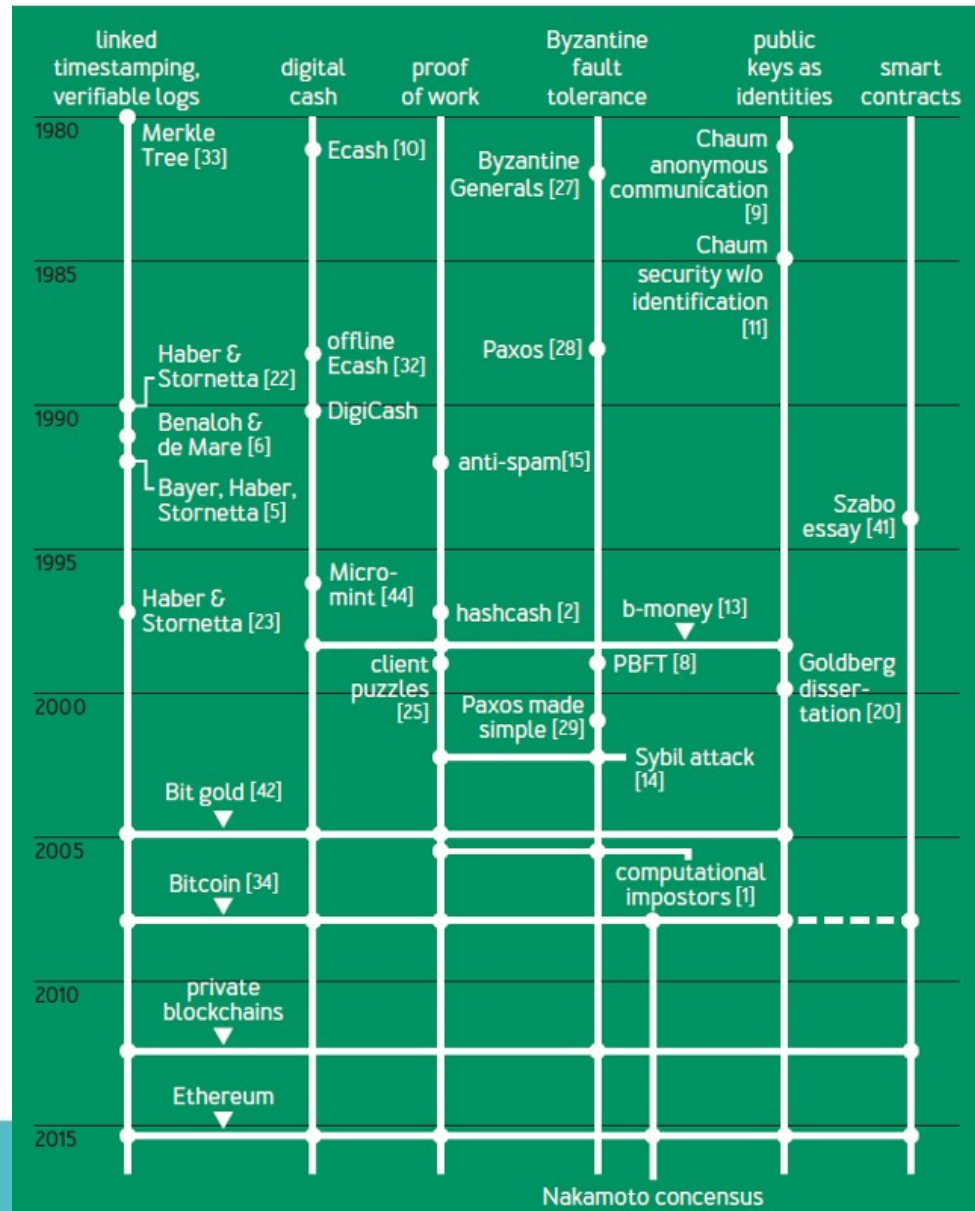 linked
timestamping,
verifiable logs
digital
cash
proof
of work
Byzantine
fault
tolerance
public
keys as
identities
smart
contracts
1980
Merkle
Tree [33]
Ecash [10]
Byzantine
Generals [27]
Chaum
anonymous
communication
[9]
1985
Chaum
security w/o
identification
[11]
Haber &
Stornetta [22]
offline
Ecash [32]
Paxos [28]
1990
DigiCash
Benaloh &
de Mare [6]
anti-spam[15]
Bayer, Haber,
Stornetta [5]
Szabo
essay [41]
1995
Micro-
mint [44]
Haber &
Stornetta [23]
hashcash [2]
b-money [13]
client
puzzles
[25]
PBFT [8]
Goldberg
disser-
tation [20]
2000
Paxos made
simple [29]
Sybil attack
[14]
Bit gold [42]
2005
computational
impostors [1]
Bitcoin [34]
2010
private
blockchains
Ethereum
2015
Nakamoto concensus